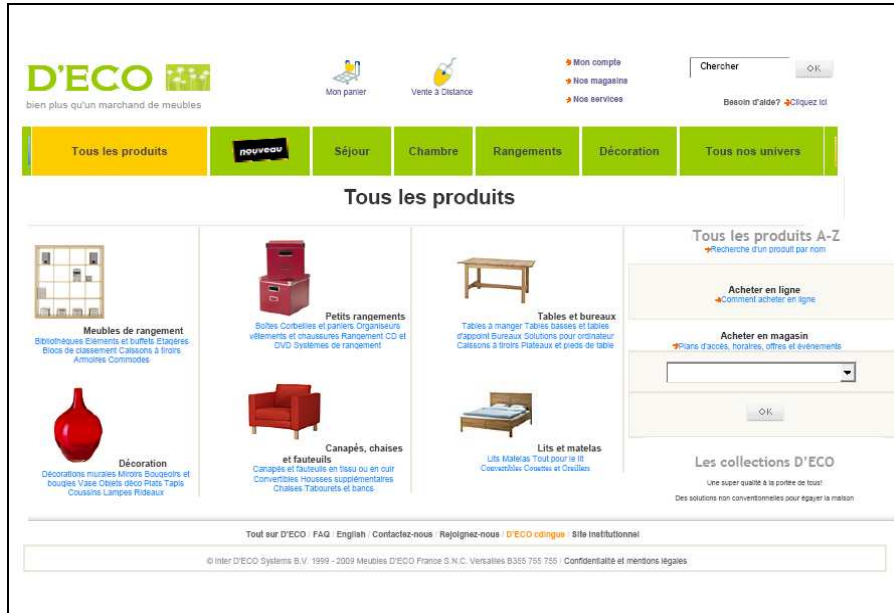 D'ECO
bien plus qu'un marchand de meubles
Mon panier
Vente à Distance
Mon compte
Nos magasins
Nos services
Chercher
OK
Besoin d'aide? Cliquez ici
Tous les produits
nouveau
Séjour
Chambre
Rangements
Décoration
Tous nos univers
Tous les produits
Meubles de rangement
Bibliothèques Eléments et buffets Etagères
Blocs de classement Caissons à tiroirs
Armoires Commodes
Petits rangements
Boîtes Corbeilles et paniers Organiseurs
vêtements et chaussures Rangement CD et
DVD Systèmes de rangement
Tables et bureaux
Tables à manger Tables basses et tables
d'appoint Bureaux Solutions pour ordinateur
Caissons à tiroirs Plateaux et pieds de table
Décoration
Décorations murales Miroirs Bougeoirs et
bougies Vase Objets déco Plats Tapis
Coussins Lampes Rideaux
Canapés, chaises
et fauteuils
Canapés et fauteuils en tissu ou en cuir
Convertibles Housses supplémentaires
Chaises Tabourets et bancs
Lits et matelas
Lits Matelas Tout pour le lit
Convertibles Couettes et Oreillers
Tous les produits A-Z
Recherche d'un produit par nom
Acheter en ligne
Comment acheter en ligne
Acheter en magasin
Plans d'accès, horaires, offres et événements
OK
Les collections D'ECO
Une super qualité à la portée de tous!
Des solutions non conventionnelles pour égayer la maison
Tout sur D'ECO / FAQ / English / Contactez-nous / Rejoignez-nous / D'ECO cdingue / Site Institutionnel
© Inter D'ECO Systems B.V. 1999 - 2009 Meubles D'ECO France S.N.C. Versailles B355 755 755 / Confidentialité et mentions légales